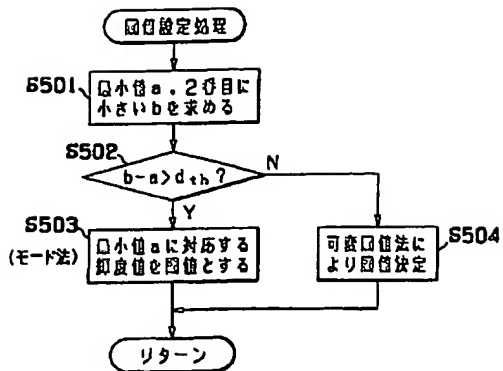 閾値設定処理
S501
最小値a,2番目に
小さいbを求める
S502
b-a>dth?
N
Y
S503
(モード法)
最小値aに対応する
輝度値を閾値とする
可変閾値法に
より閾値決定
S504
リターン